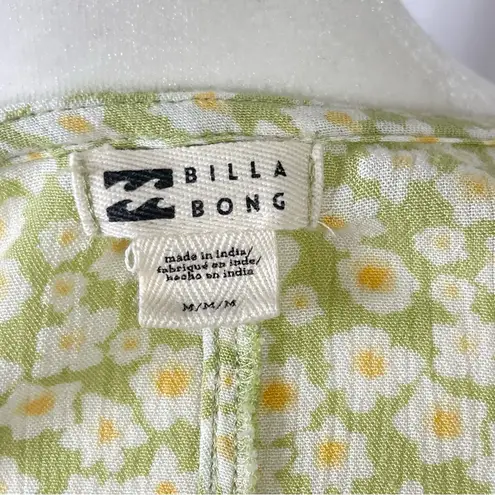 BILLA
BONG
made in india/
fabriqué en inde/
hecho en india
M/M/M